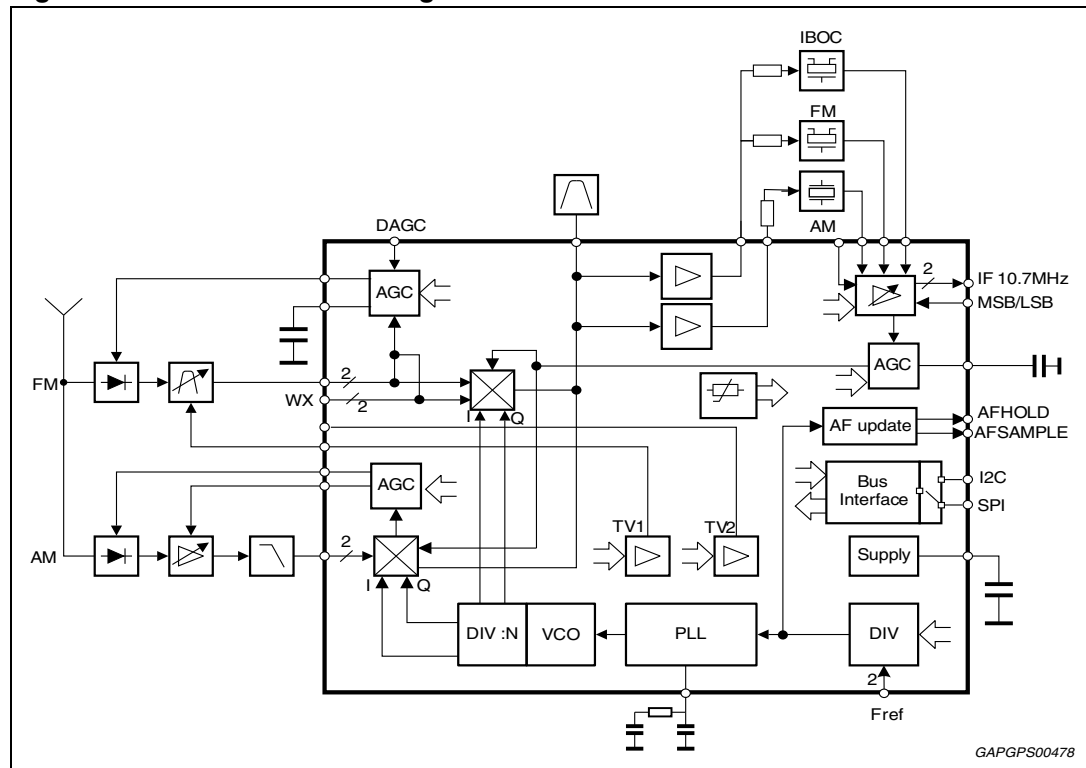 IBOC
FM
AM
DAGC
AGC
2
IF 10.7MHz
MSB/LSB
FM
2
WX
2
I
Q
AGC
AF update
AFHOLD
AFSAMPLE
AGC
Bus
Interface
I2C
SPI
TV1
TV2
AM
2
I
Q
Supply
DIV :N
VCO
PLL
DIV
2
Fref
GAPGPS00478